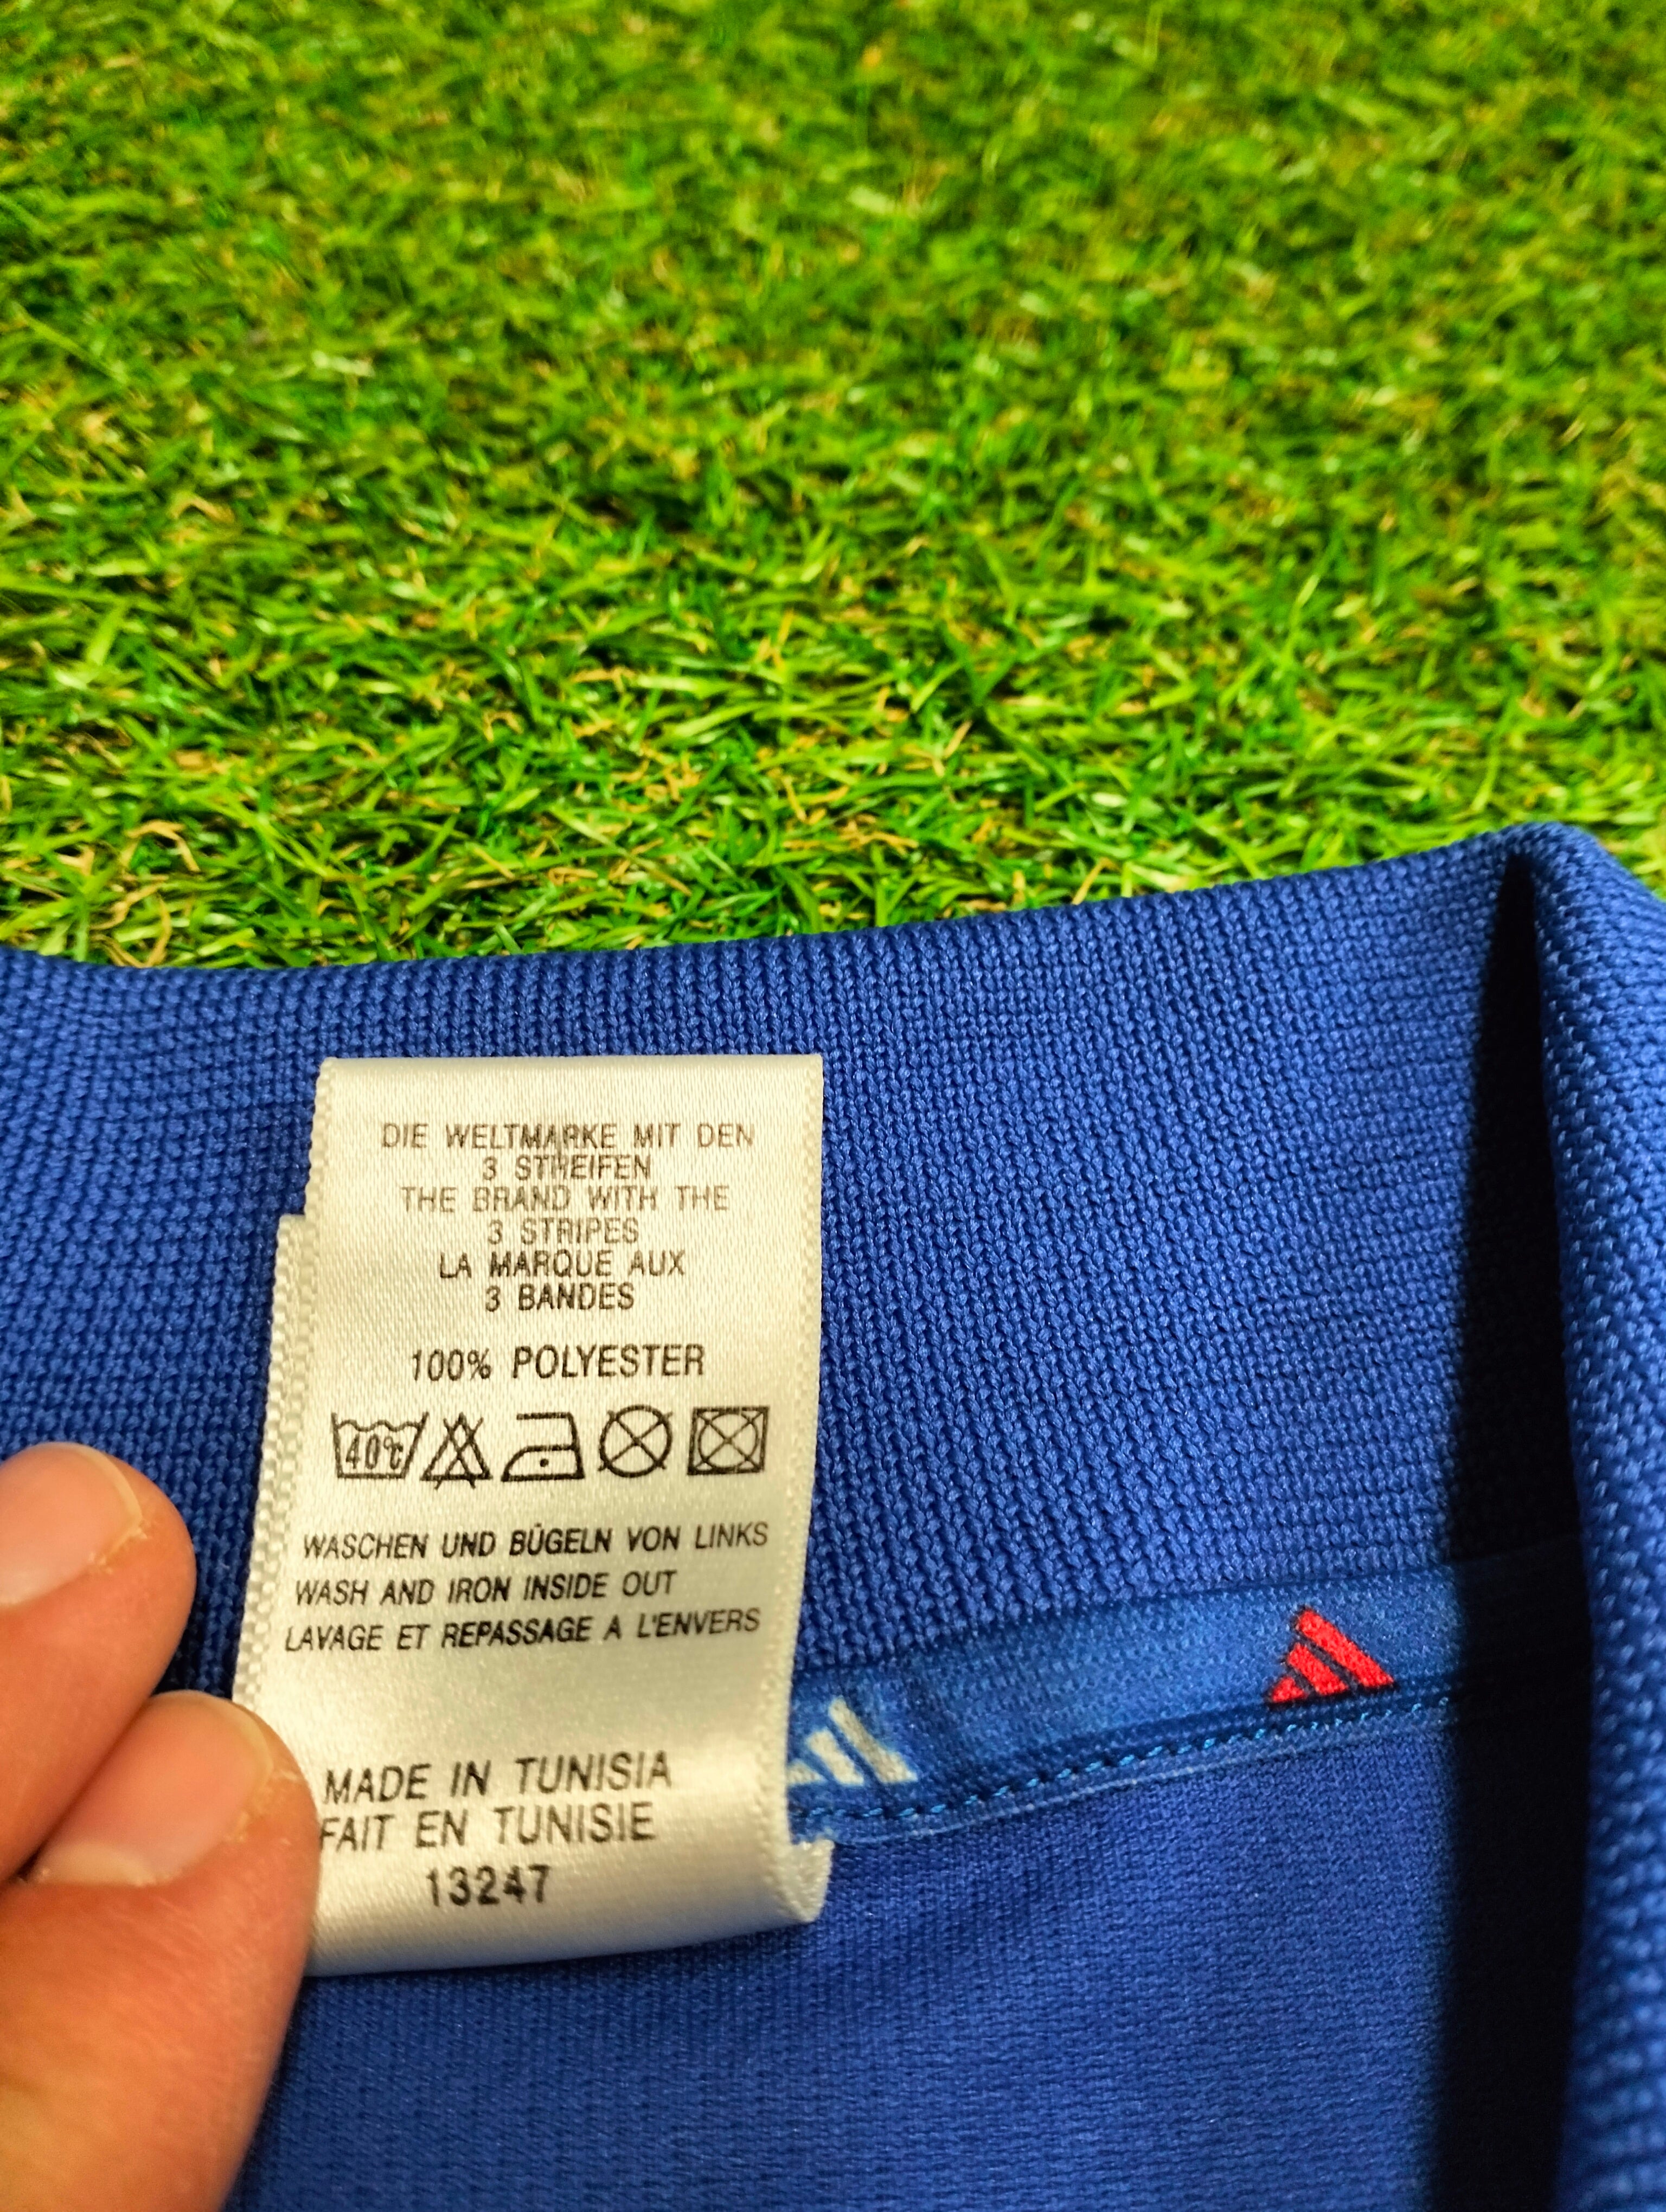 DIE WELTMARKE MIT DEN
3 STREIFEN
THE BRAND WITH THE
3 STRIPES
LA MARQUE AUX
3 BANDES
100% POLYESTER
40°C
WASCHEN UND BÜGELN VON LINKS
WASH AND IRON INSIDE OUT
LAVAGE ET REPASSAGE A L'ENVERS
MADE IN TUNISIA
FAIT EN TUNISIE
13247